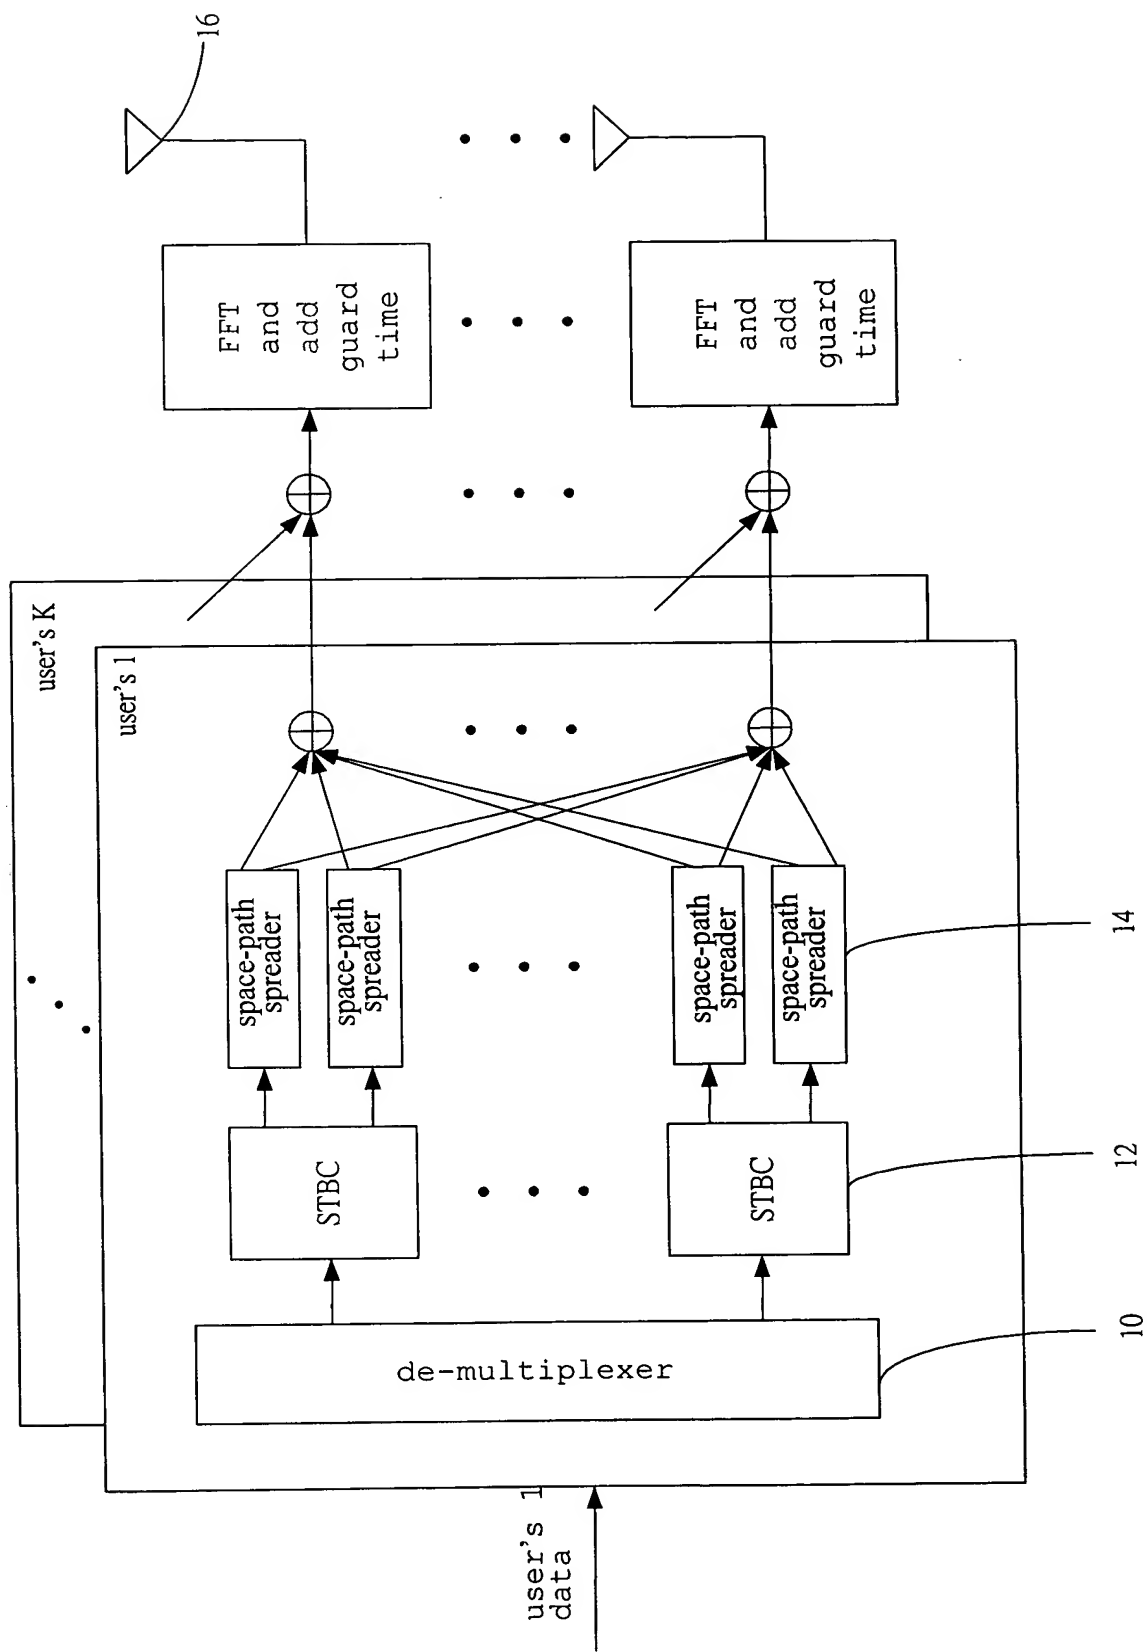 user's 1
data
user's K
user's 1
de-multiplexer
10
STBC
STBC
12
space-path
spreader
space-path
spreader
space-path
spreader
space-path
spreader
14
FFT
and
add
guard
time
FFT
and
add
guard
time
16